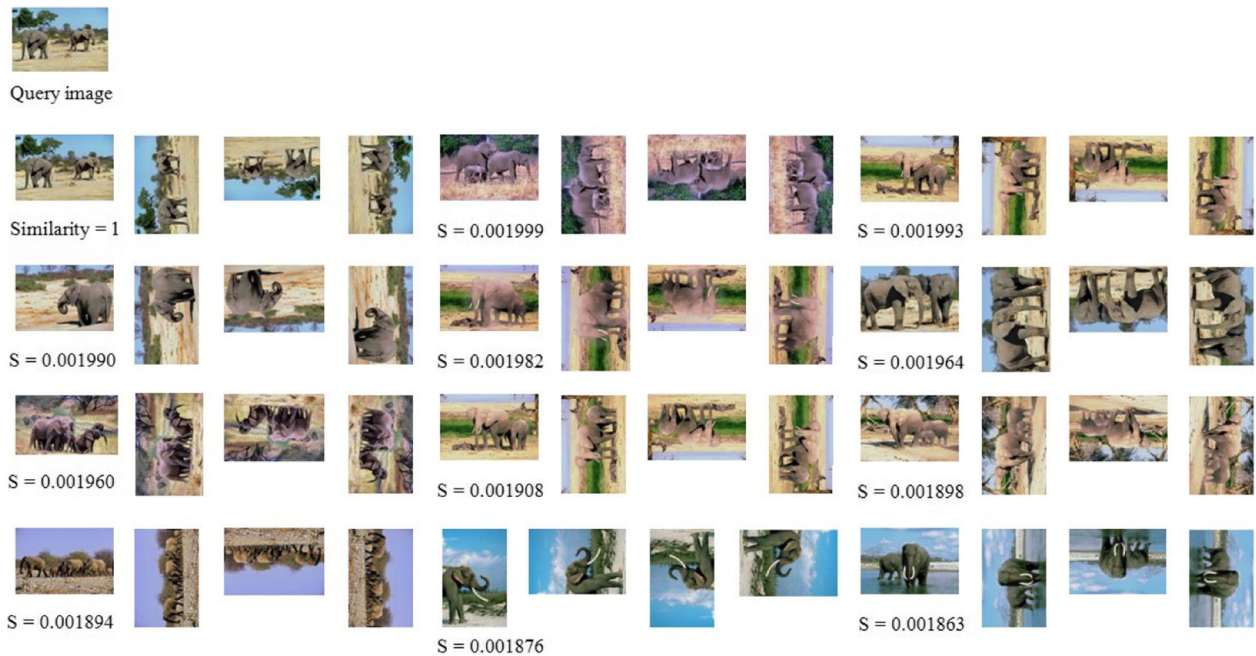 Query image
Similarity = 1
S = 0.001999
S = 0.001993
S = 0.001990
S = 0.001982
S = 0.001964
S = 0.001960
S = 0.001908
S = 0.001898
S = 0.001894
S = 0.001876
S = 0.001863